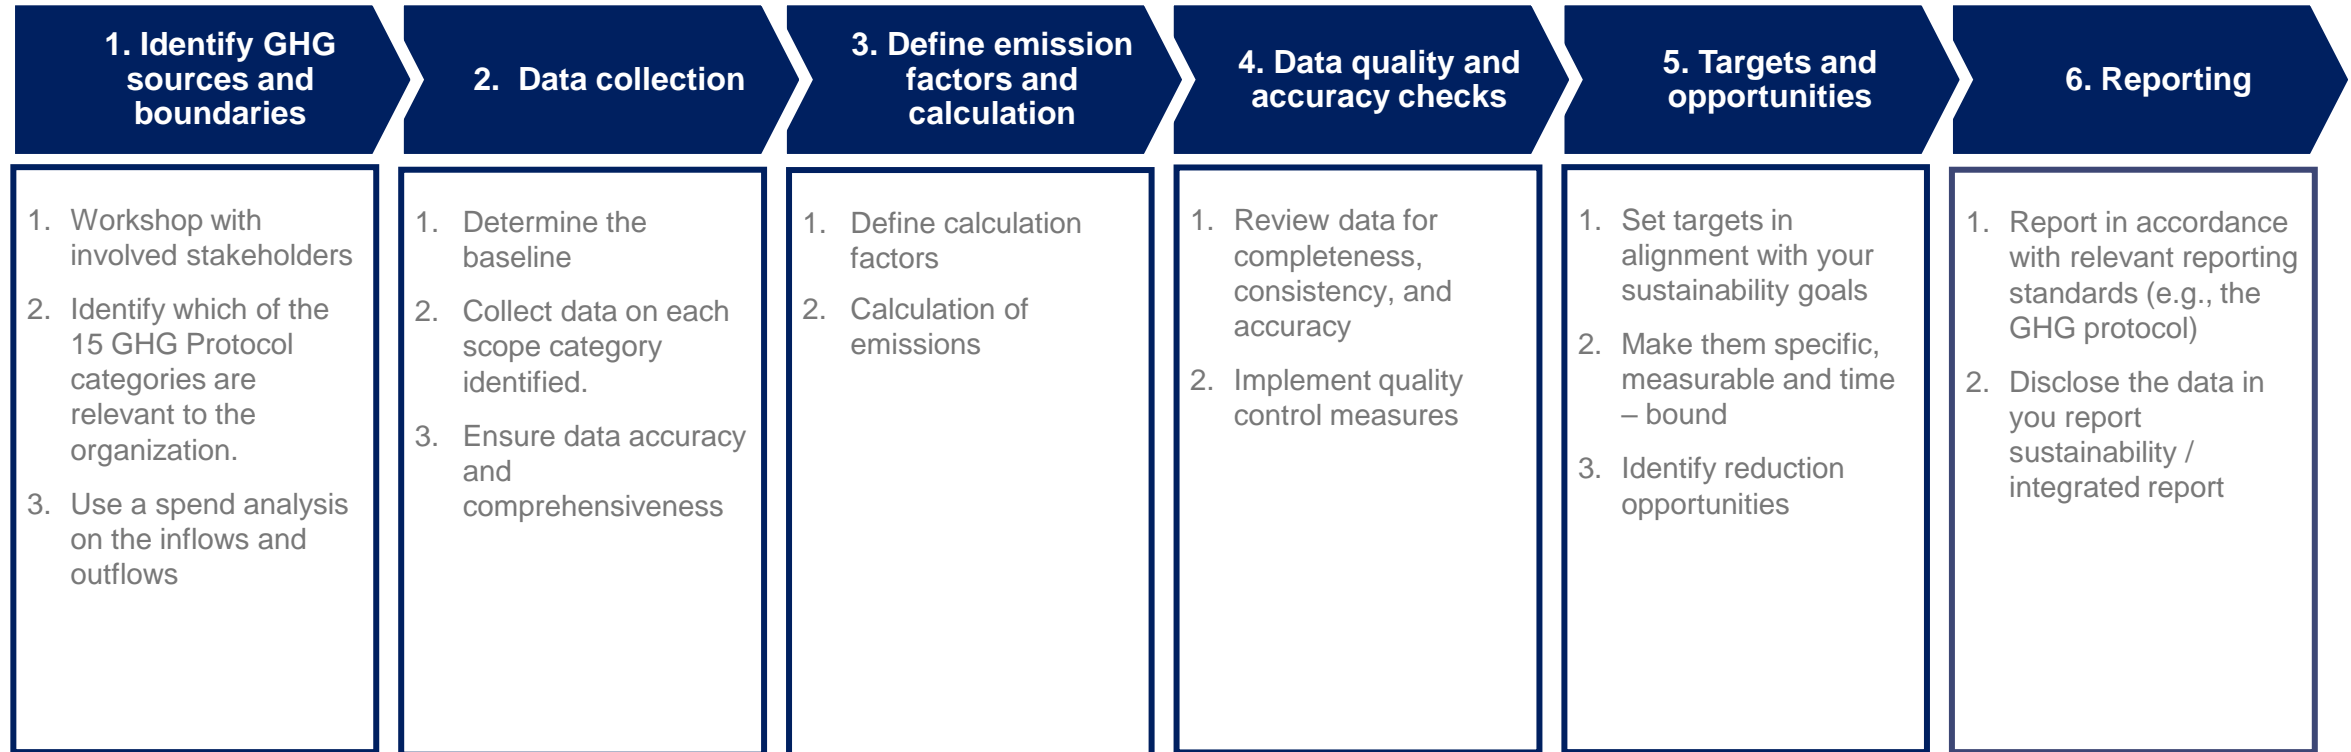 1. Identify GHG
sources and
boundaries
2. Data collection
3. Define emission
factors and
calculation
4. Data quality and
accuracy checks
5. Targets and
opportunities
6. Reporting
1. Workshop with
involved stakeholders
2. Identify which of the
15 GHG Protocol
categories are
relevant to the
organization.
3. Use a spend analysis
on the inflows and
outflows
1. Determine the
baseline
2. Collect data on each
scope category
identified.
3. Ensure data accuracy
and
comprehensiveness
1. Define calculation
factors
2. Calculation of
emissions
1. Review data for
completeness,
consistency, and
accuracy
2. Implement quality
control measures
1. Set targets in
alignment with your
sustainability goals
2. Make them specific,
measurable and time
– bound
3. Identify reduction
opportunities
1. Report in accordance
with relevant reporting
standards (e.g., the
GHG protocol)
2. Disclose the data in
you report
sustainability /
integrated report